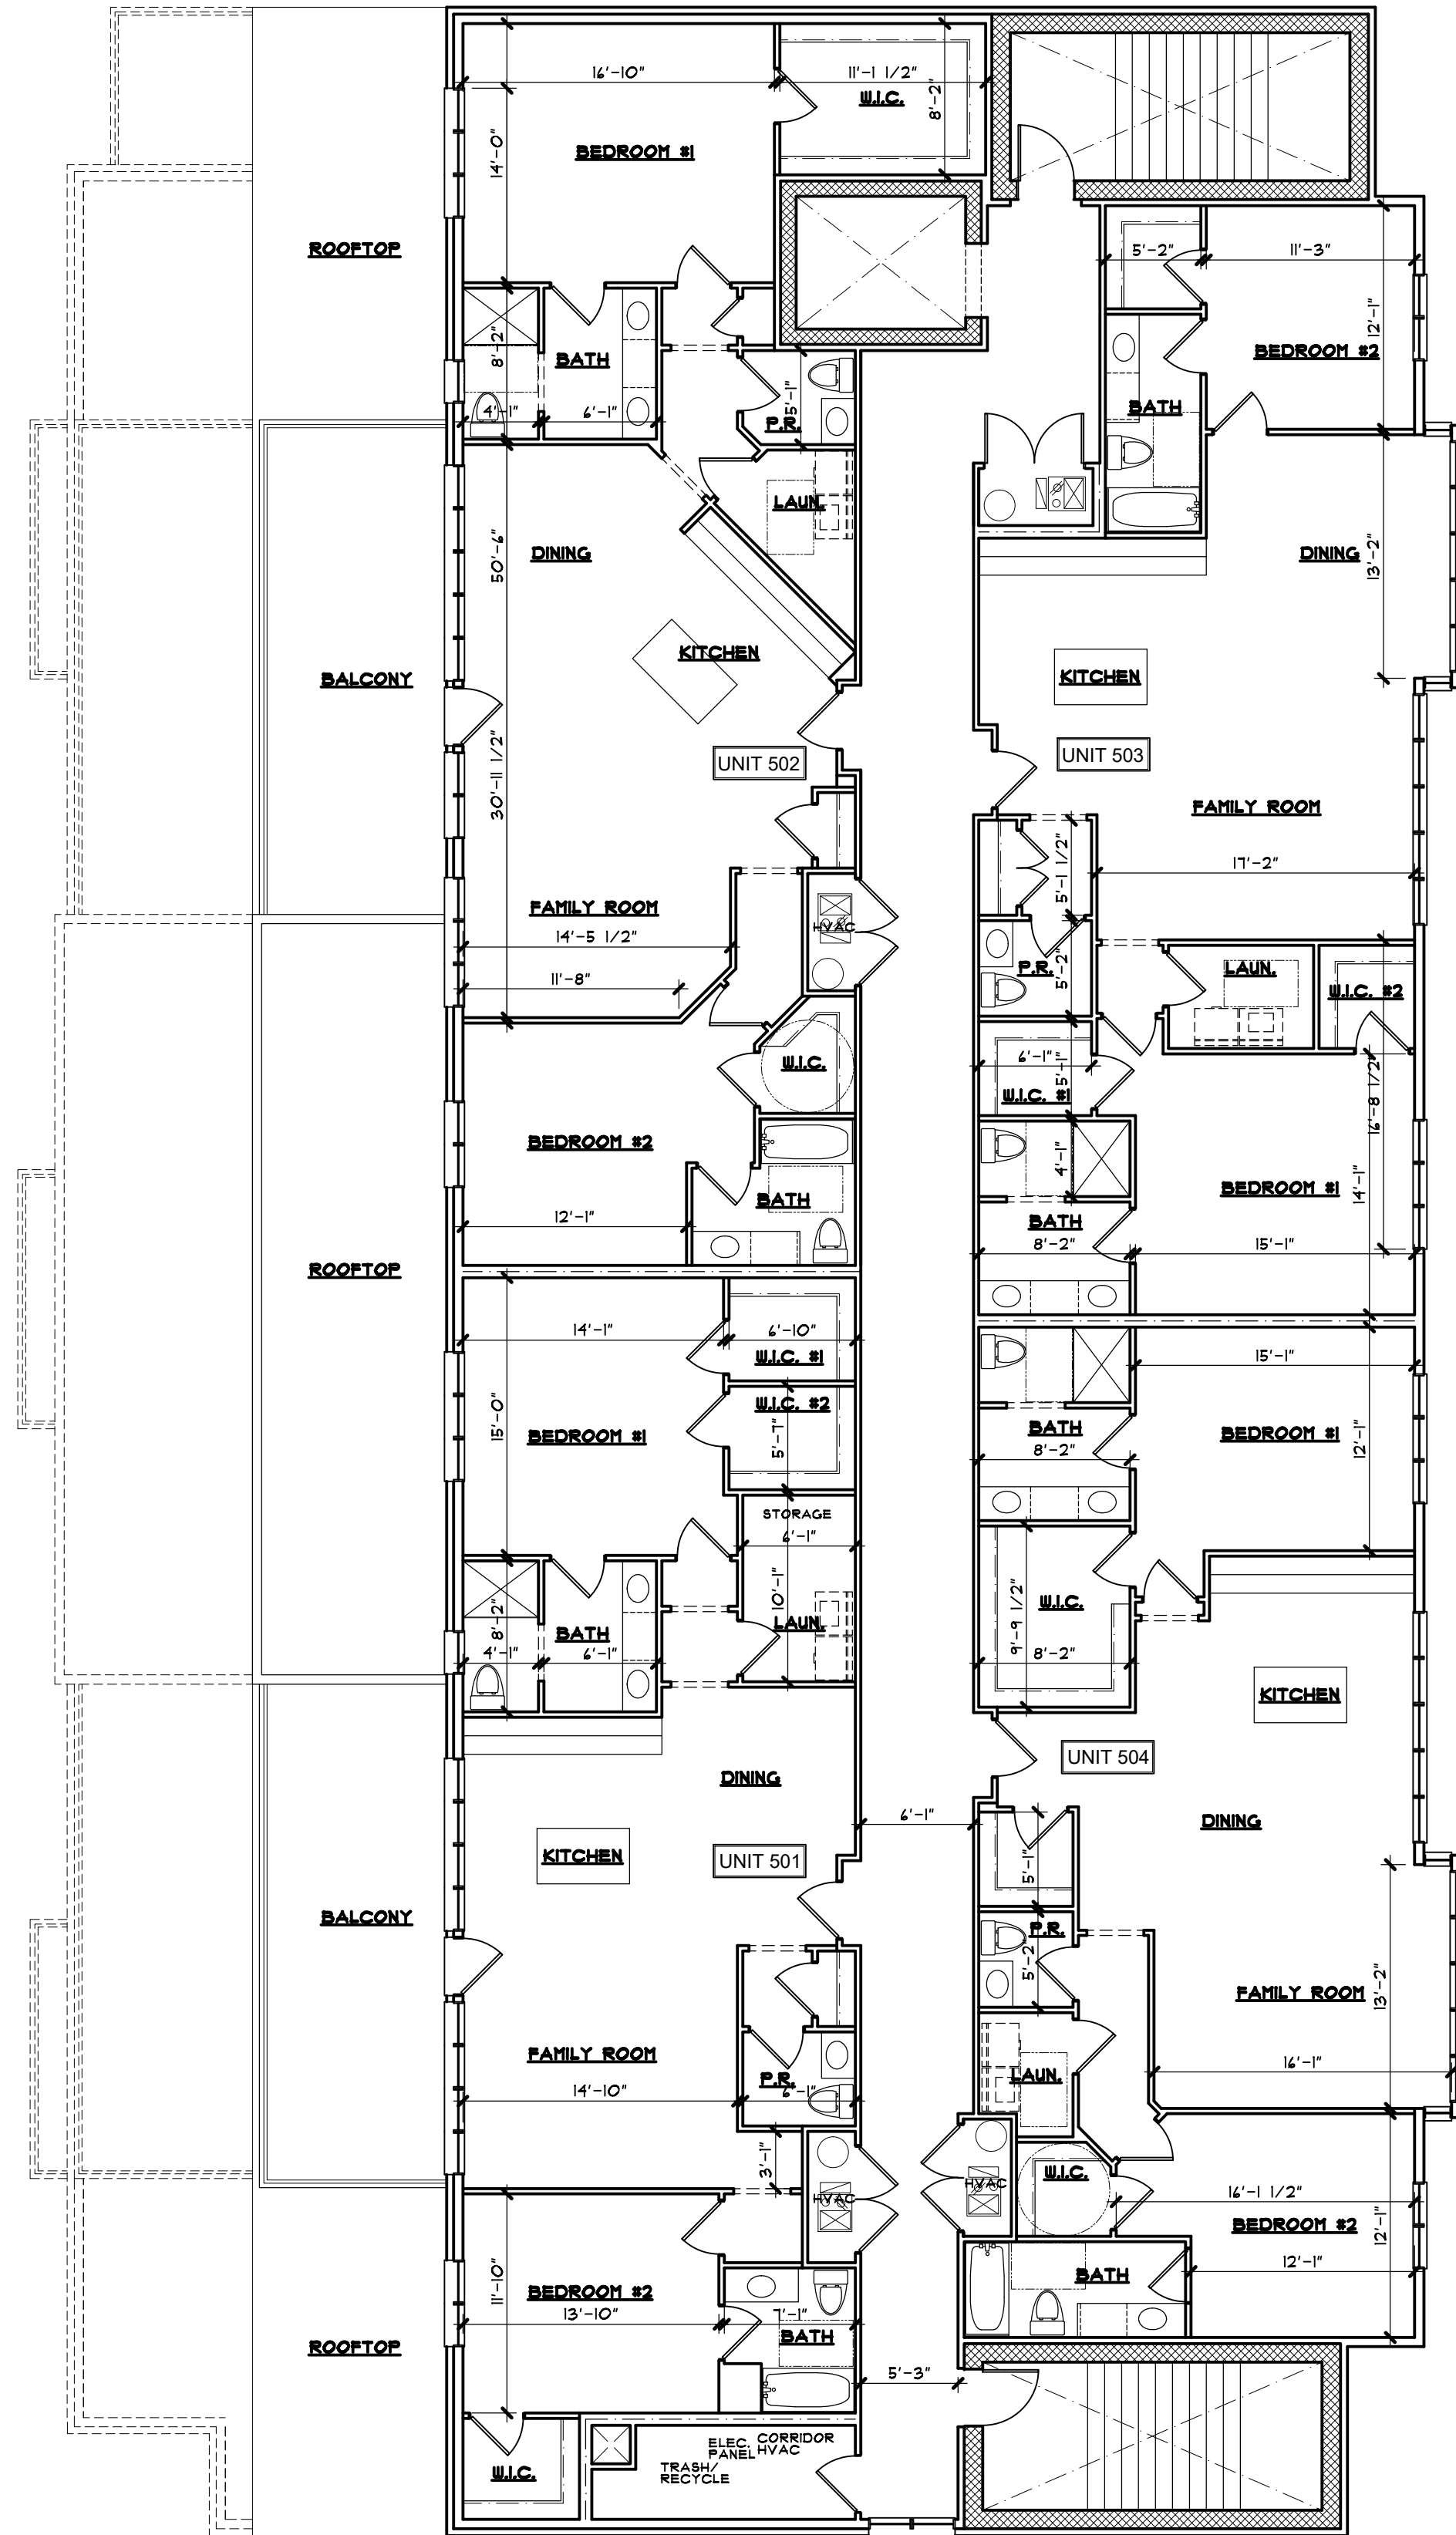 16'-10"
11'-1 1/2"
W.I.C.
8'-2"
14'-0"
BEDROOM #1
ROOFTOP
5'-2"
11'-3"
12'-1"
BEDROOM #2
8'-2"
BATH
4'-1"
6'-1"
5'-1"
P.R.
BATH
LAUN.
50'-6"
DINING
DINING
13'-2"
KITCHEN
BALCONY
KITCHEN
UNIT 502
UNIT 503
30'-11 1/2"
FAMILY ROOM
17'-2"
5'-1 1/2"
FAMILY ROOM
HVAC
14'-5 1/2"
11'-8"
P.R.
5'-2"
LAUN.
W.I.C. #2
W.I.C.
6'-1"
5'-1"
W.I.C. #1
16'-8 1/2"
BEDROOM #2
4'-1"
14'-1"
BEDROOM #1
BATH
12'-1"
BATH
8'-2"
15'-1"
ROOFTOP
14'-1"
6'-10"
W.I.C. #1
15'-1"
W.I.C. #2
15'-0"
BEDROOM #1
5'-7"
BATH
8'-2"
BEDROOM #1
12'-1"
STORAGE
6'-1"
10'-1"
LAUN.
8'-2"
BATH
4'-1"
6'-1"
9'-9 1/2"
W.I.C.
8'-2"
KITCHEN
UNIT 504
DINING
6'-1"
DINING
KITCHEN
UNIT 501
BALCONY
5'-1"
P.R.
5'-2"
FAMILY ROOM
13'-2"
FAMILY ROOM
14'-10"
P.R.
6'-1"
LAUN.
16'-1"
3'-1"
HVAC
HVAC
W.I.C.
16'-1 1/2"
BEDROOM #2
12'-1"
12'-1"
BATH
11'-10"
BEDROOM #2
13'-10"
7'-1"
BATH
ROOFTOP
5'-3"
W.I.C.
ELEC. PANEL
CORRIDOR HVAC
TRASH/
RECYCLE